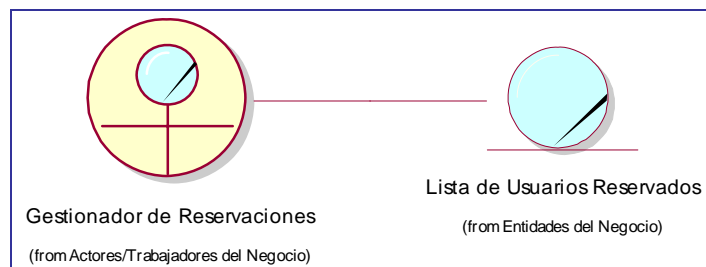 Gestionador de Reservaciones
(from Actores/Trabajadores del Negocio)
Lista de Usuarios Reservados
(from Entidades del Negocio)